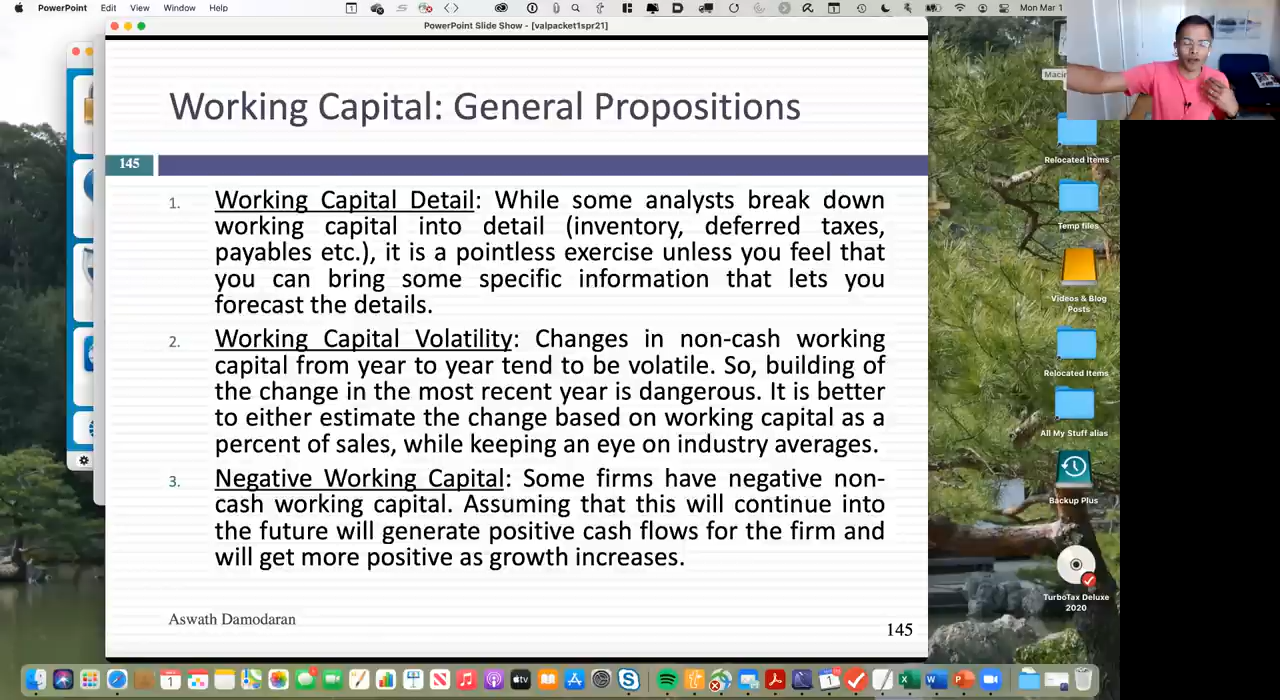 PowerPoint Edit View Window Help Mon Mar 1
PowerPoint Slide Show - [valpacket1spr21]
Working Capital: General Propositions
145
1. Working Capital Detail: While some analysts break down
working capital into detail (inventory, deferred taxes,
payables etc.), it is a pointless exercise unless you feel that
you can bring some specific information that lets you
forecast the details.
2. Working Capital Volatility: Changes in non-cash working
capital from year to year tend to be volatile. So, building of
the change in the most recent year is dangerous. It is better
to either estimate the change based on working capital as a
percent of sales, while keeping an eye on industry averages.
3. Negative Working Capital: Some firms have negative non-
cash working capital. Assuming that this will continue into
the future will generate positive cash flows for the firm and
will get more positive as growth increases.
Aswath Damodaran
145
Macin
Relocated Items
Temp files
Videos & Blog
Posts
Relocated Items
All My Stuff alias
Backup Plus
TurboTax Deluxe
2020